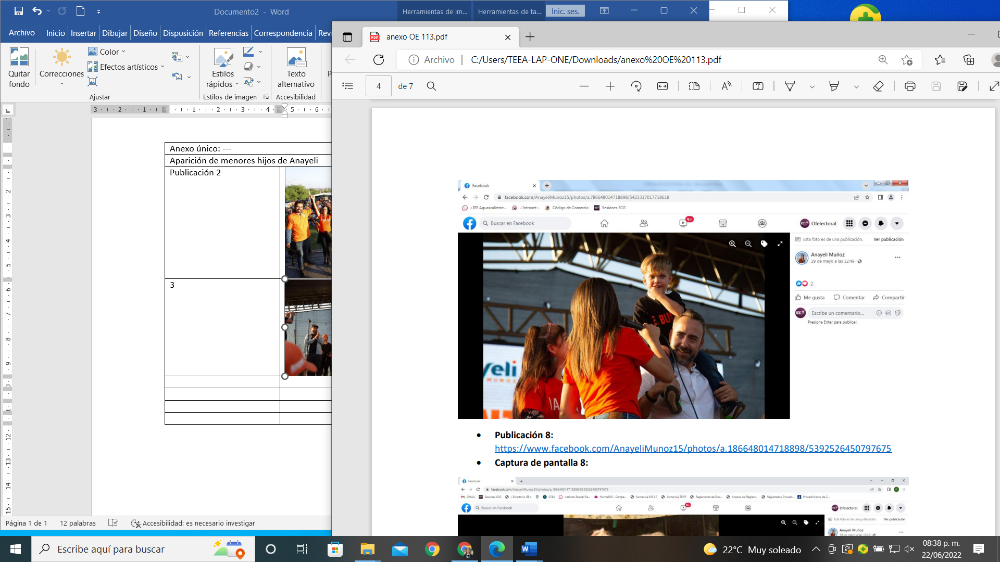 Documento2 - Word
Herramientas de im...
Herramientas de ta...
Inic. ses.
Archivo
Inicio
Insertar
Dibujar
Diseño
Disposición
Referencias
Correspondencia
Revi
Quitar fondo
Correcciones
Color
Efectos artísticos
Ajustar
Estilos rápidos
Estilos de imagen
Texto alternativo
Accesibilidad
P
Anexo único: ---
Aparición de menores hijos de Anayeli
Publicación 2
3
Página 1 de 1
12 palabras
Accesibilidad: es necesario investigar
anexo OE 113.pdf
Archivo
C:/Users/TEEA-LAP-ONE/Downloads/anexo%20OE%20113.pdf
4 de 7
Facebook
facebook.com/AnayeliMunoz15/photos/a.786648014718898/5423317017718618
.:IEE Aguascaliente...
.:Intranet:.
Código de Comercio
Sesiones SCG
Buscar en Facebook
9+
Ofelectoral
Esta foto es de una publicación.
Ver publicación
Anayeli Muñoz
29 de mayo a las 12:49
2
Me gusta
Comentar
Compartir
Escribe un comentario...
Presiona Enter para publicar.
• Publicación 8:
https://www.facebook.com/AnayeliMunoz15/photos/a.186648014718898/5392526450797675
• Captura de pantalla 8:
Facebook
facebook.com/AnayeliMunoz15/photos/a.186648014718898/5392526450797675
GMAIL
Sesiones SCG
.:Directorio IEE:.
CPEA
Instituto Estatal Ele...
NormaINE - Compe...
Sentencia INE CP
Sentencia TEPJF
Reglamento de Elec...
Anexos del Reglam...
Reglamento Proced...
Procedimiento de C...
Buscar en Facebook
9+
Ofelectoral
Esta foto es de una publicación.
Ver publicación
Anayeli Muñoz
19 de mayo a las 10:29
Escribe aquí para buscar
22°C Muy soleado
08:38 p. m.
22/06/2022